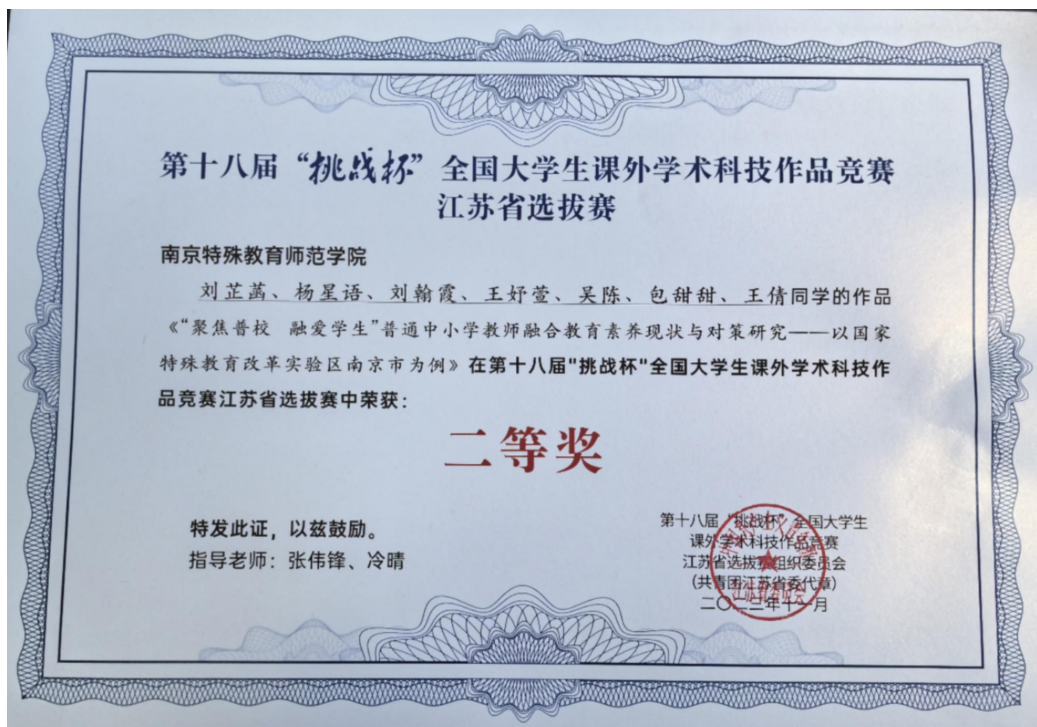 第十八届“挑战杯”全国大学生课外学术科技作品竞赛
江苏省选拔赛
南京特殊教育师范学院
刘芷菡、杨星语、刘翰霞、王妤萱、吴陈、包甜甜、王倩同学的作品
《“聚焦普校 融爱学生”普通中小学教师融合教育素养现状与对策研究——以国家
特殊教育改革实验区南京市为例》在第十八届"挑战杯"全国大学生课外学术科技作
品竞赛江苏省选拔赛中荣获：
二等奖
特发此证，以兹鼓励。
指导老师：张伟锋、冷晴
第十八届“挑战杯”全国大学生
课外学术科技作品竞赛
江苏省选拔赛组织委员会
(共青团江苏省委代章)
二〇二三年十一月